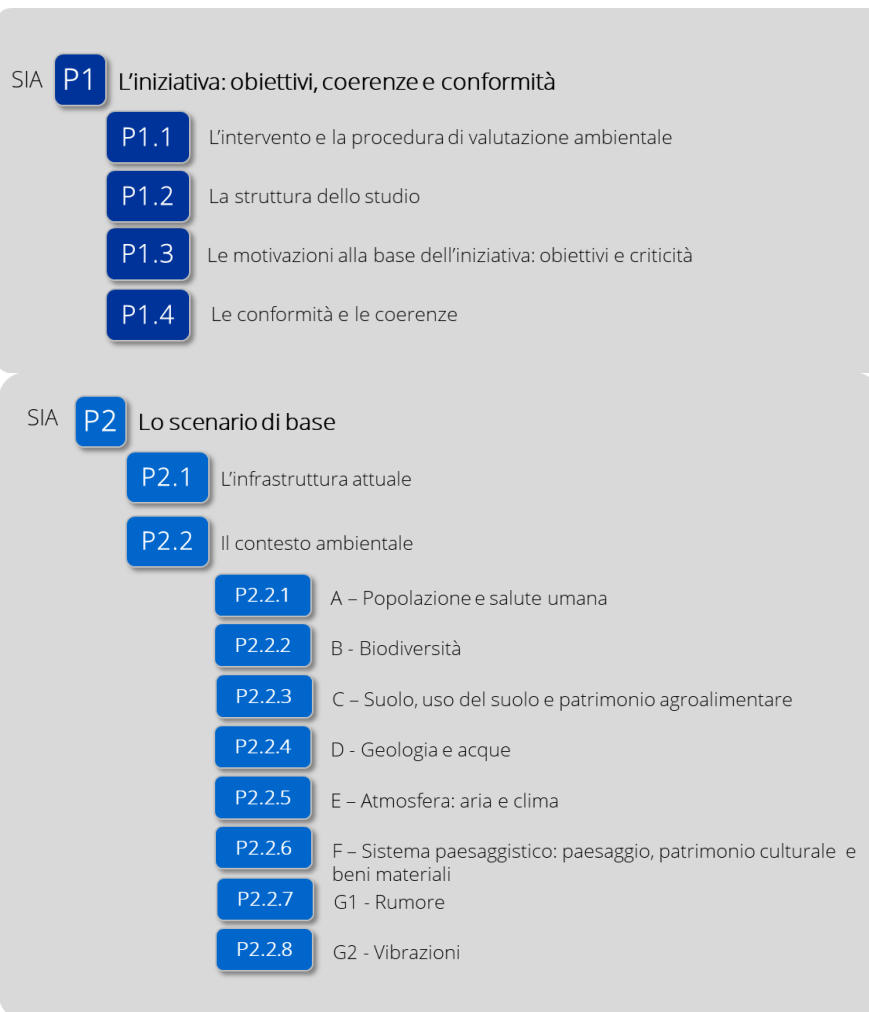 SIA P1 L'iniziativa: obiettivi, coerenze e conformità
P1.1 L'intervento e la procedura di valutazione ambientale
P1.2 La struttura dello studio
P1.3 Le motivazioni alla base dell'iniziativa: obiettivi e criticità
P1.4 Le conformità e le coerenze
SIA P2 Lo scenario di base
P2.1 L'infrastruttura attuale
P2.2 Il contesto ambientale
P2.2.1 A – Popolazione e salute umana
P2.2.2 B - Biodiversità
P2.2.3 C – Suolo, uso del suolo e patrimonio agroalimentare
P2.2.4 D - Geologia e acque
P2.2.5 E – Atmosfera: aria e clima
P2.2.6 F – Sistema paesaggistico: paesaggio, patrimonio culturale e
beni materiali
P2.2.7 G1 - Rumore
P2.2.8 G2 - Vibrazioni